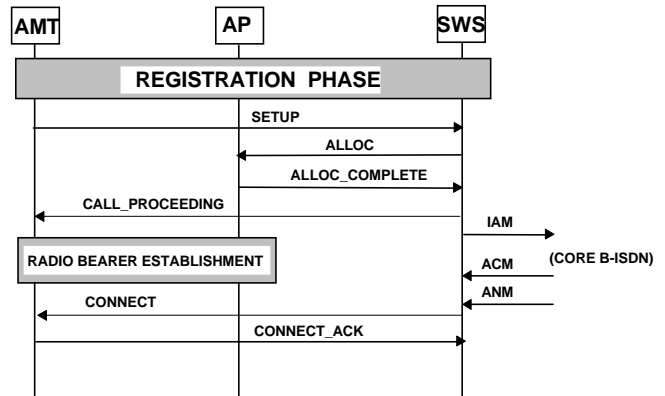 AMT
AP
SWS
REGISTRATION PHASE
SETUP
ALLOC
ALLOC_COMPLETE
CALL_PROCEEDING
IAM
RADIO BEARER ESTABLISHMENT
(CORE B-ISDN)
ACM
ANM
CONNECT
CONNECT_ACK